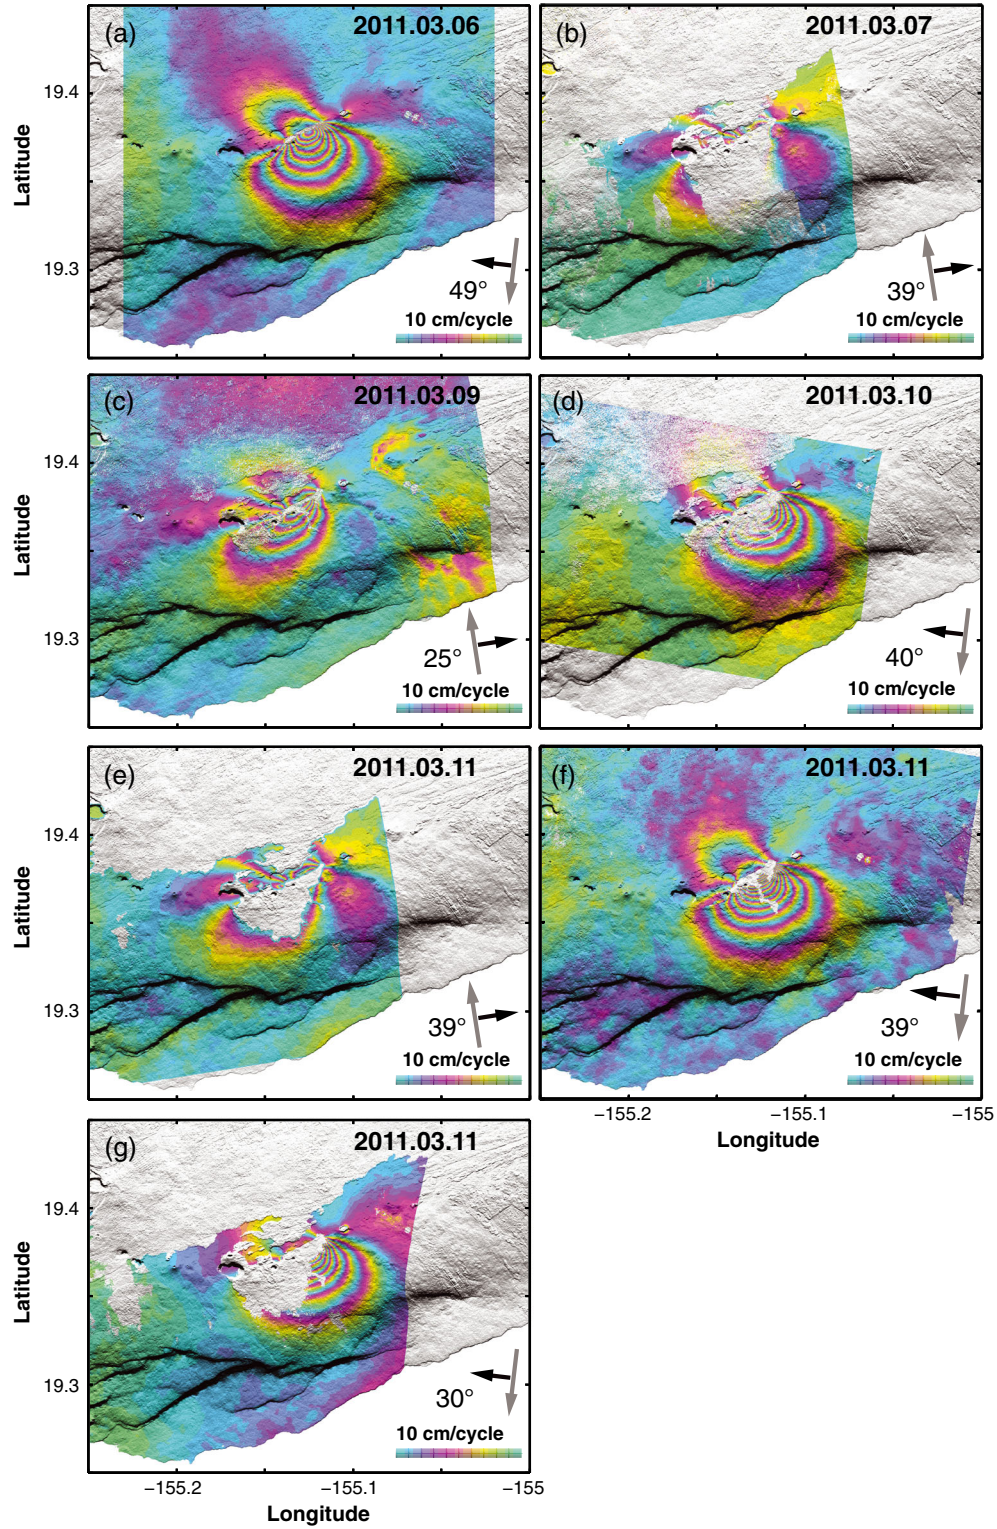 (a) 2011.03.06
19.4
Latitude
19.3
49°
10 cm/cycle
(b) 2011.03.07
39°
10 cm/cycle
(c) 2011.03.09
19.4
Latitude
19.3
25°
10 cm/cycle
(d) 2011.03.10
40°
10 cm/cycle
(e) 2011.03.11
19.4
Latitude
19.3
39°
10 cm/cycle
(f) 2011.03.11
39°
10 cm/cycle
−155.2 −155.1 −155
Longitude
(g) 2011.03.11
19.4
Latitude
19.3
30°
10 cm/cycle
−155.2 −155.1 −155
Longitude